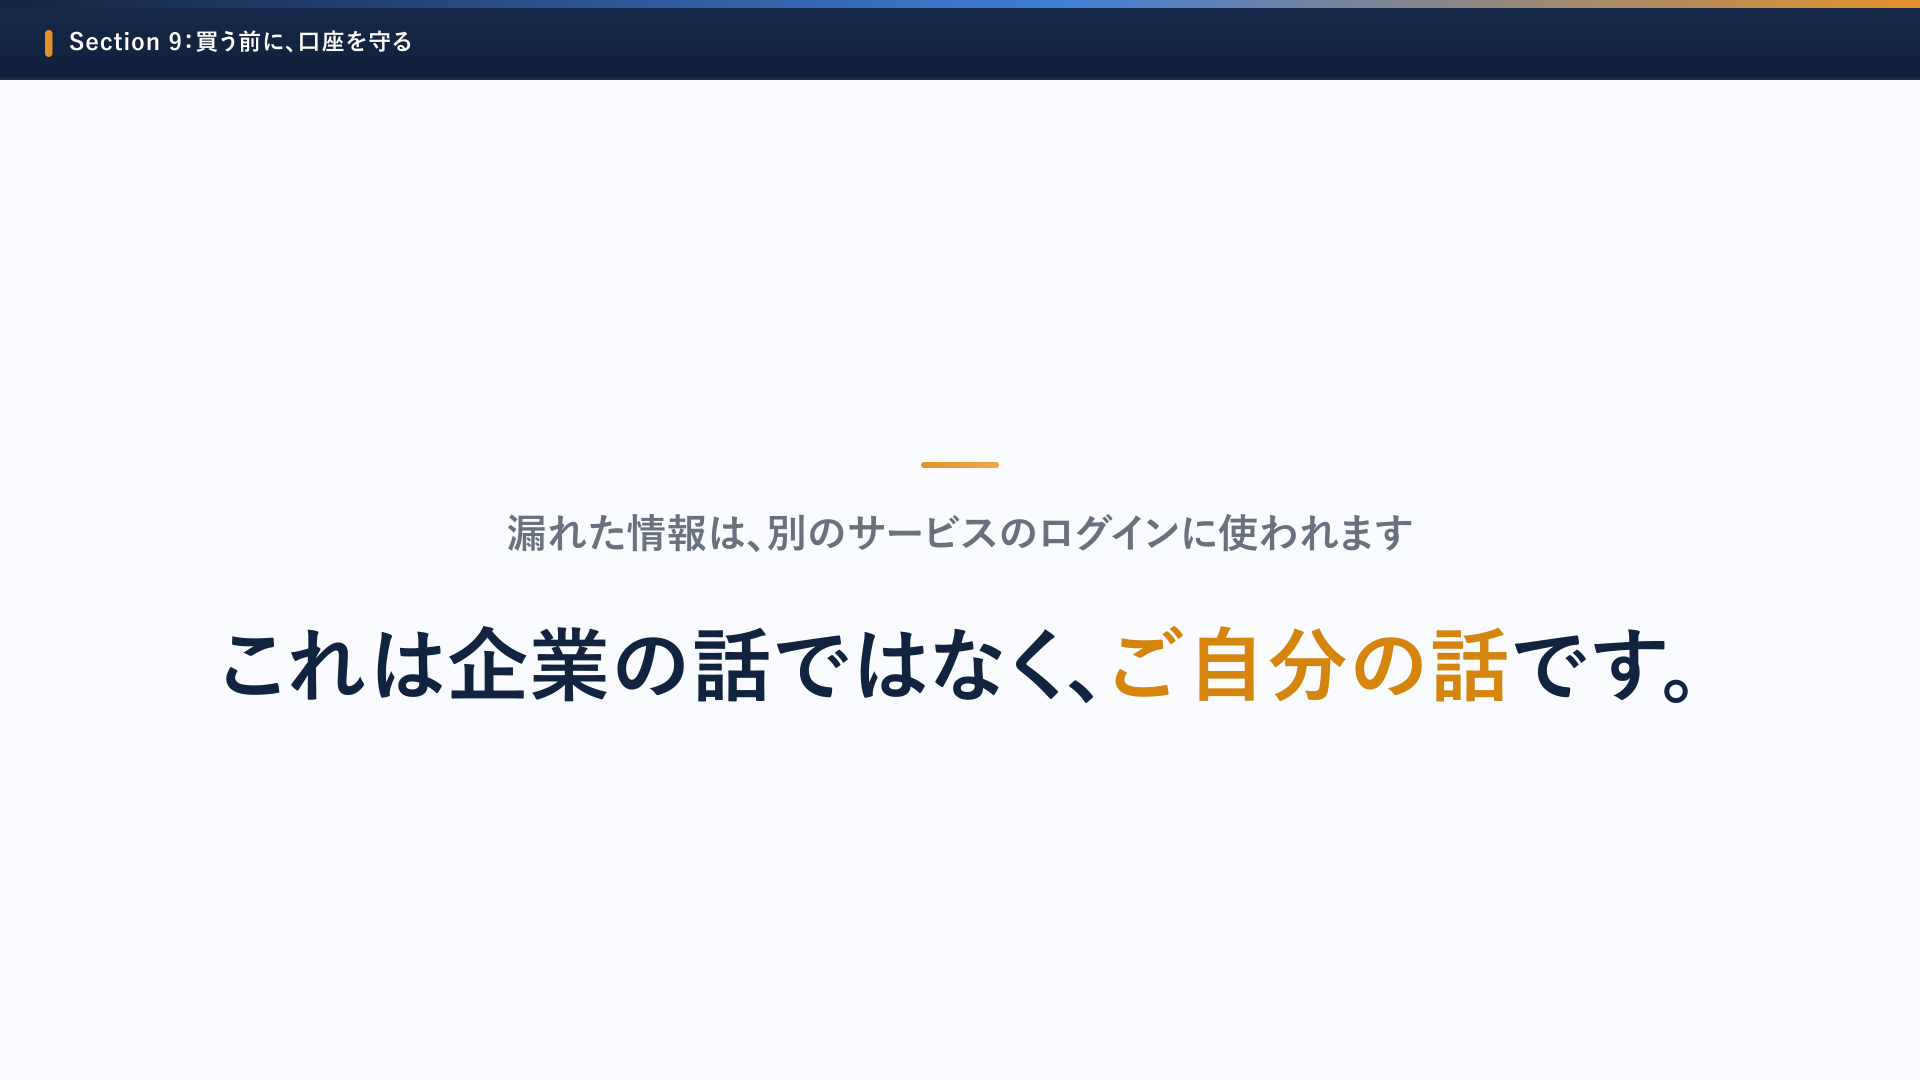 Section 9：買う前に、口座を守る
漏れた情報は、別のサービスのログインに使われます
これは企業の話ではなく、ご自分の話です。